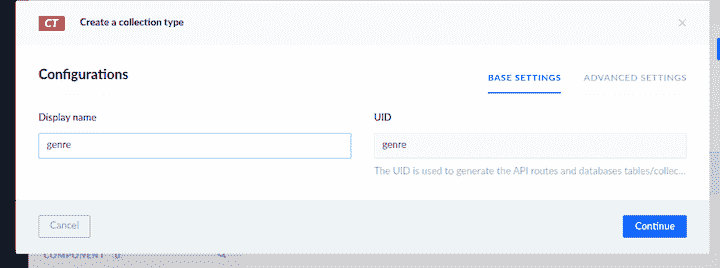 CT Create a collection type
Configurations
BASE SETTINGS ADVANCED SETTINGS
Display name UID
genre genre
The UID is used to generate the API routes and databases tables/collec...
Cancel Continue
COMPONENT